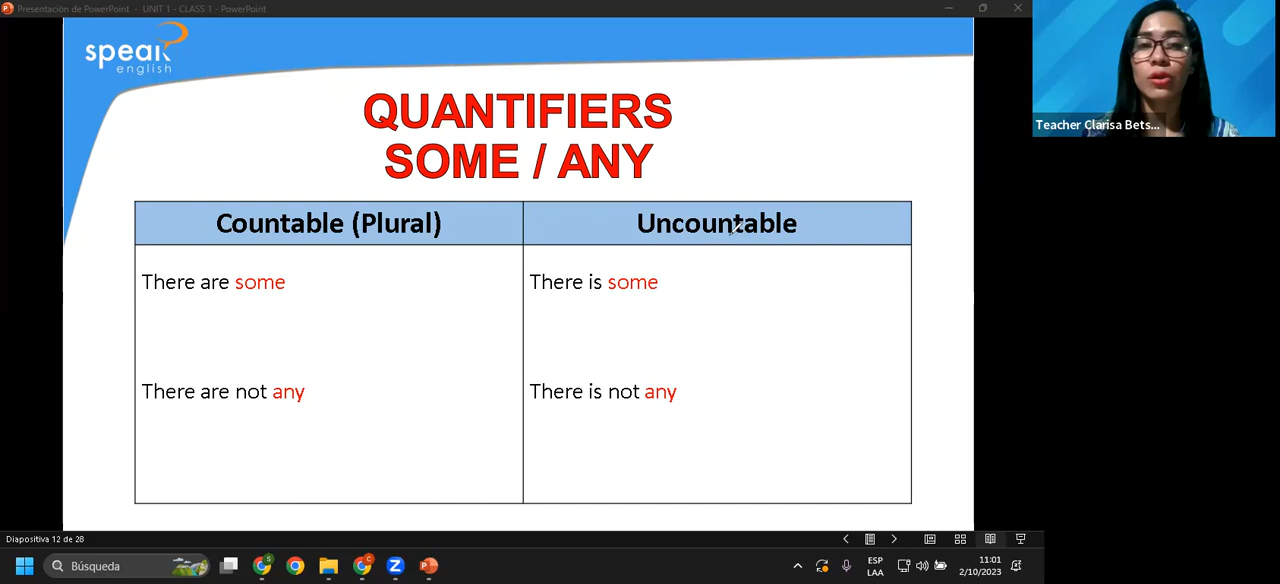 Presentación de PowerPoint - UNIT 1 - CLASS 1 - PowerPoint
speak
english
Teacher Clarisa Bets...
QUANTIFIERS
SOME / ANY
Countable (Plural)
Uncountable
There are some
There is some
There are not any
There is not any
Diapositiva 12 de 28
Búsqueda
ESP
LAA
11:01
2/10/2023